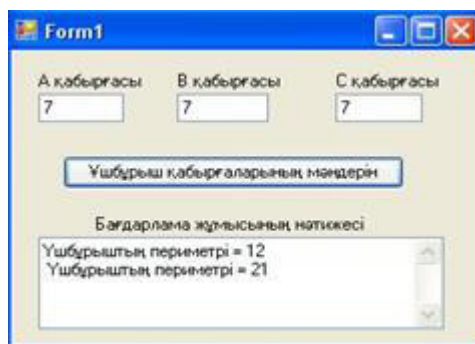 Form1
А қабырғасы В қабырғасы С қабырғасы
7 7 7
Үшбұрыш қабырғаларының мәндерін
Бағдарлама жұмысының нәтижесі
Үшбұрыштың периметрі = 12
Үшбұрыштың периметрі = 21